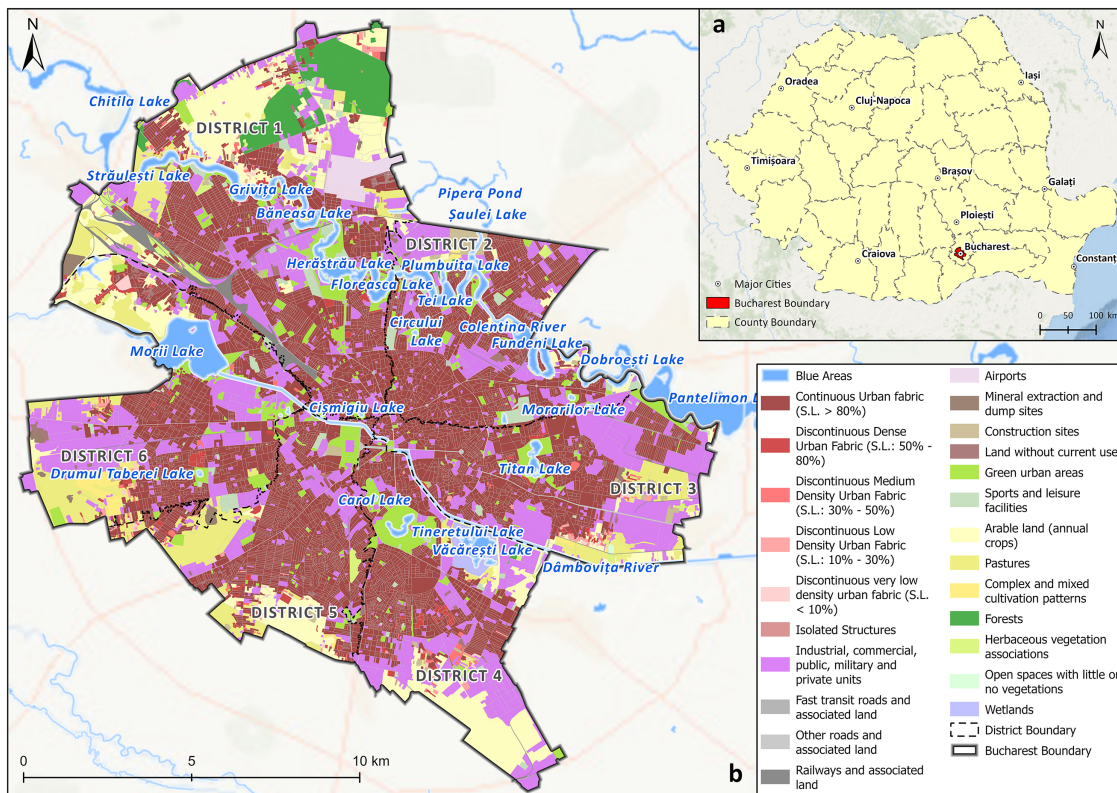 N
Chitila Lake
DISTRICT 1
Străulești Lake
Grivița Lake
Băneasa Lake
Pipera Pond
Șaulei Lake
DISTRICT 2
Herăstrău Lake
Plumbuita Lake
Floreasca Lake
Tei Lake
Circului
Lake
Colentina River
Fundeni Lake
Morii Lake
Dobroești Lake
Pantelimon L
Cișmigiu Lake
Morarilor Lake
DISTRICT 6
Drumul Taberei Lake
Titan Lake
DISTRICT 3
Carol Lake
Tineretului Lake
Văcărești Lake
Dâmbovița River
DISTRICT 5
DISTRICT 4
0 5 10 km
b
a
N
Oradea
Iași
Cluj-Napoca
Timișoara
Brașov
Galați
Ploiești
Bucharest
Craiova
Constanț
Major Cities
Bucharest Boundary
County Boundary
0 50 100 km
Blue Areas
Continuous Urban fabric
(S.L. > 80%)
Discontinuous Dense
Urban Fabric (S.L.: 50% -
80%)
Discontinuous Medium
Density Urban Fabric
(S.L.: 30% - 50%)
Discontinuous Low
Density Urban Fabric
(S.L.: 10% - 30%)
Discontinuous very low
density urban fabric (S.L.
< 10%)
Isolated Structures
Industrial, commercial,
public, military and
private units
Fast transit roads and
associated land
Other roads and
associated land
Railways and associated
land
Airports
Mineral extraction and
dump sites
Construction sites
Land without current use
Green urban areas
Sports and leisure
facilities
Arable land (annual
crops)
Pastures
Complex and mixed
cultivation patterns
Forests
Herbaceous vegetation
associations
Open spaces with little or
no vegetations
Wetlands
District Boundary
Bucharest Boundary